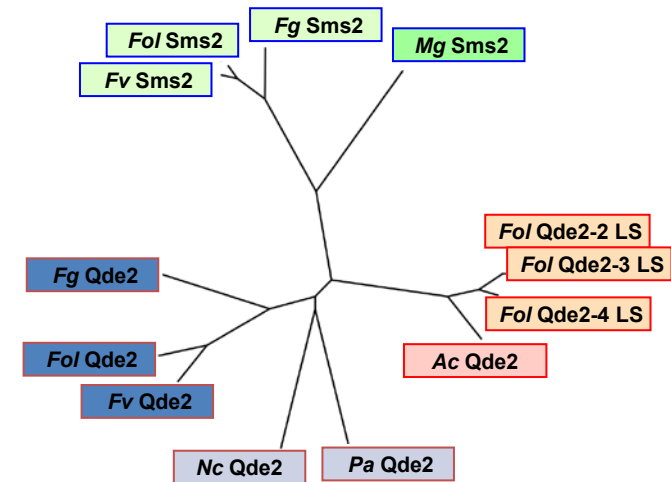 Fg Sms2
Fol Sms2
Mg Sms2
Fv Sms2
Fol Qde2-2 LS
Fol Qde2-3 LS
Fg Qde2
Fol Qde2-4 LS
Fol Qde2
Ac Qde2
Fv Qde2
Nc Qde2
Pa Qde2